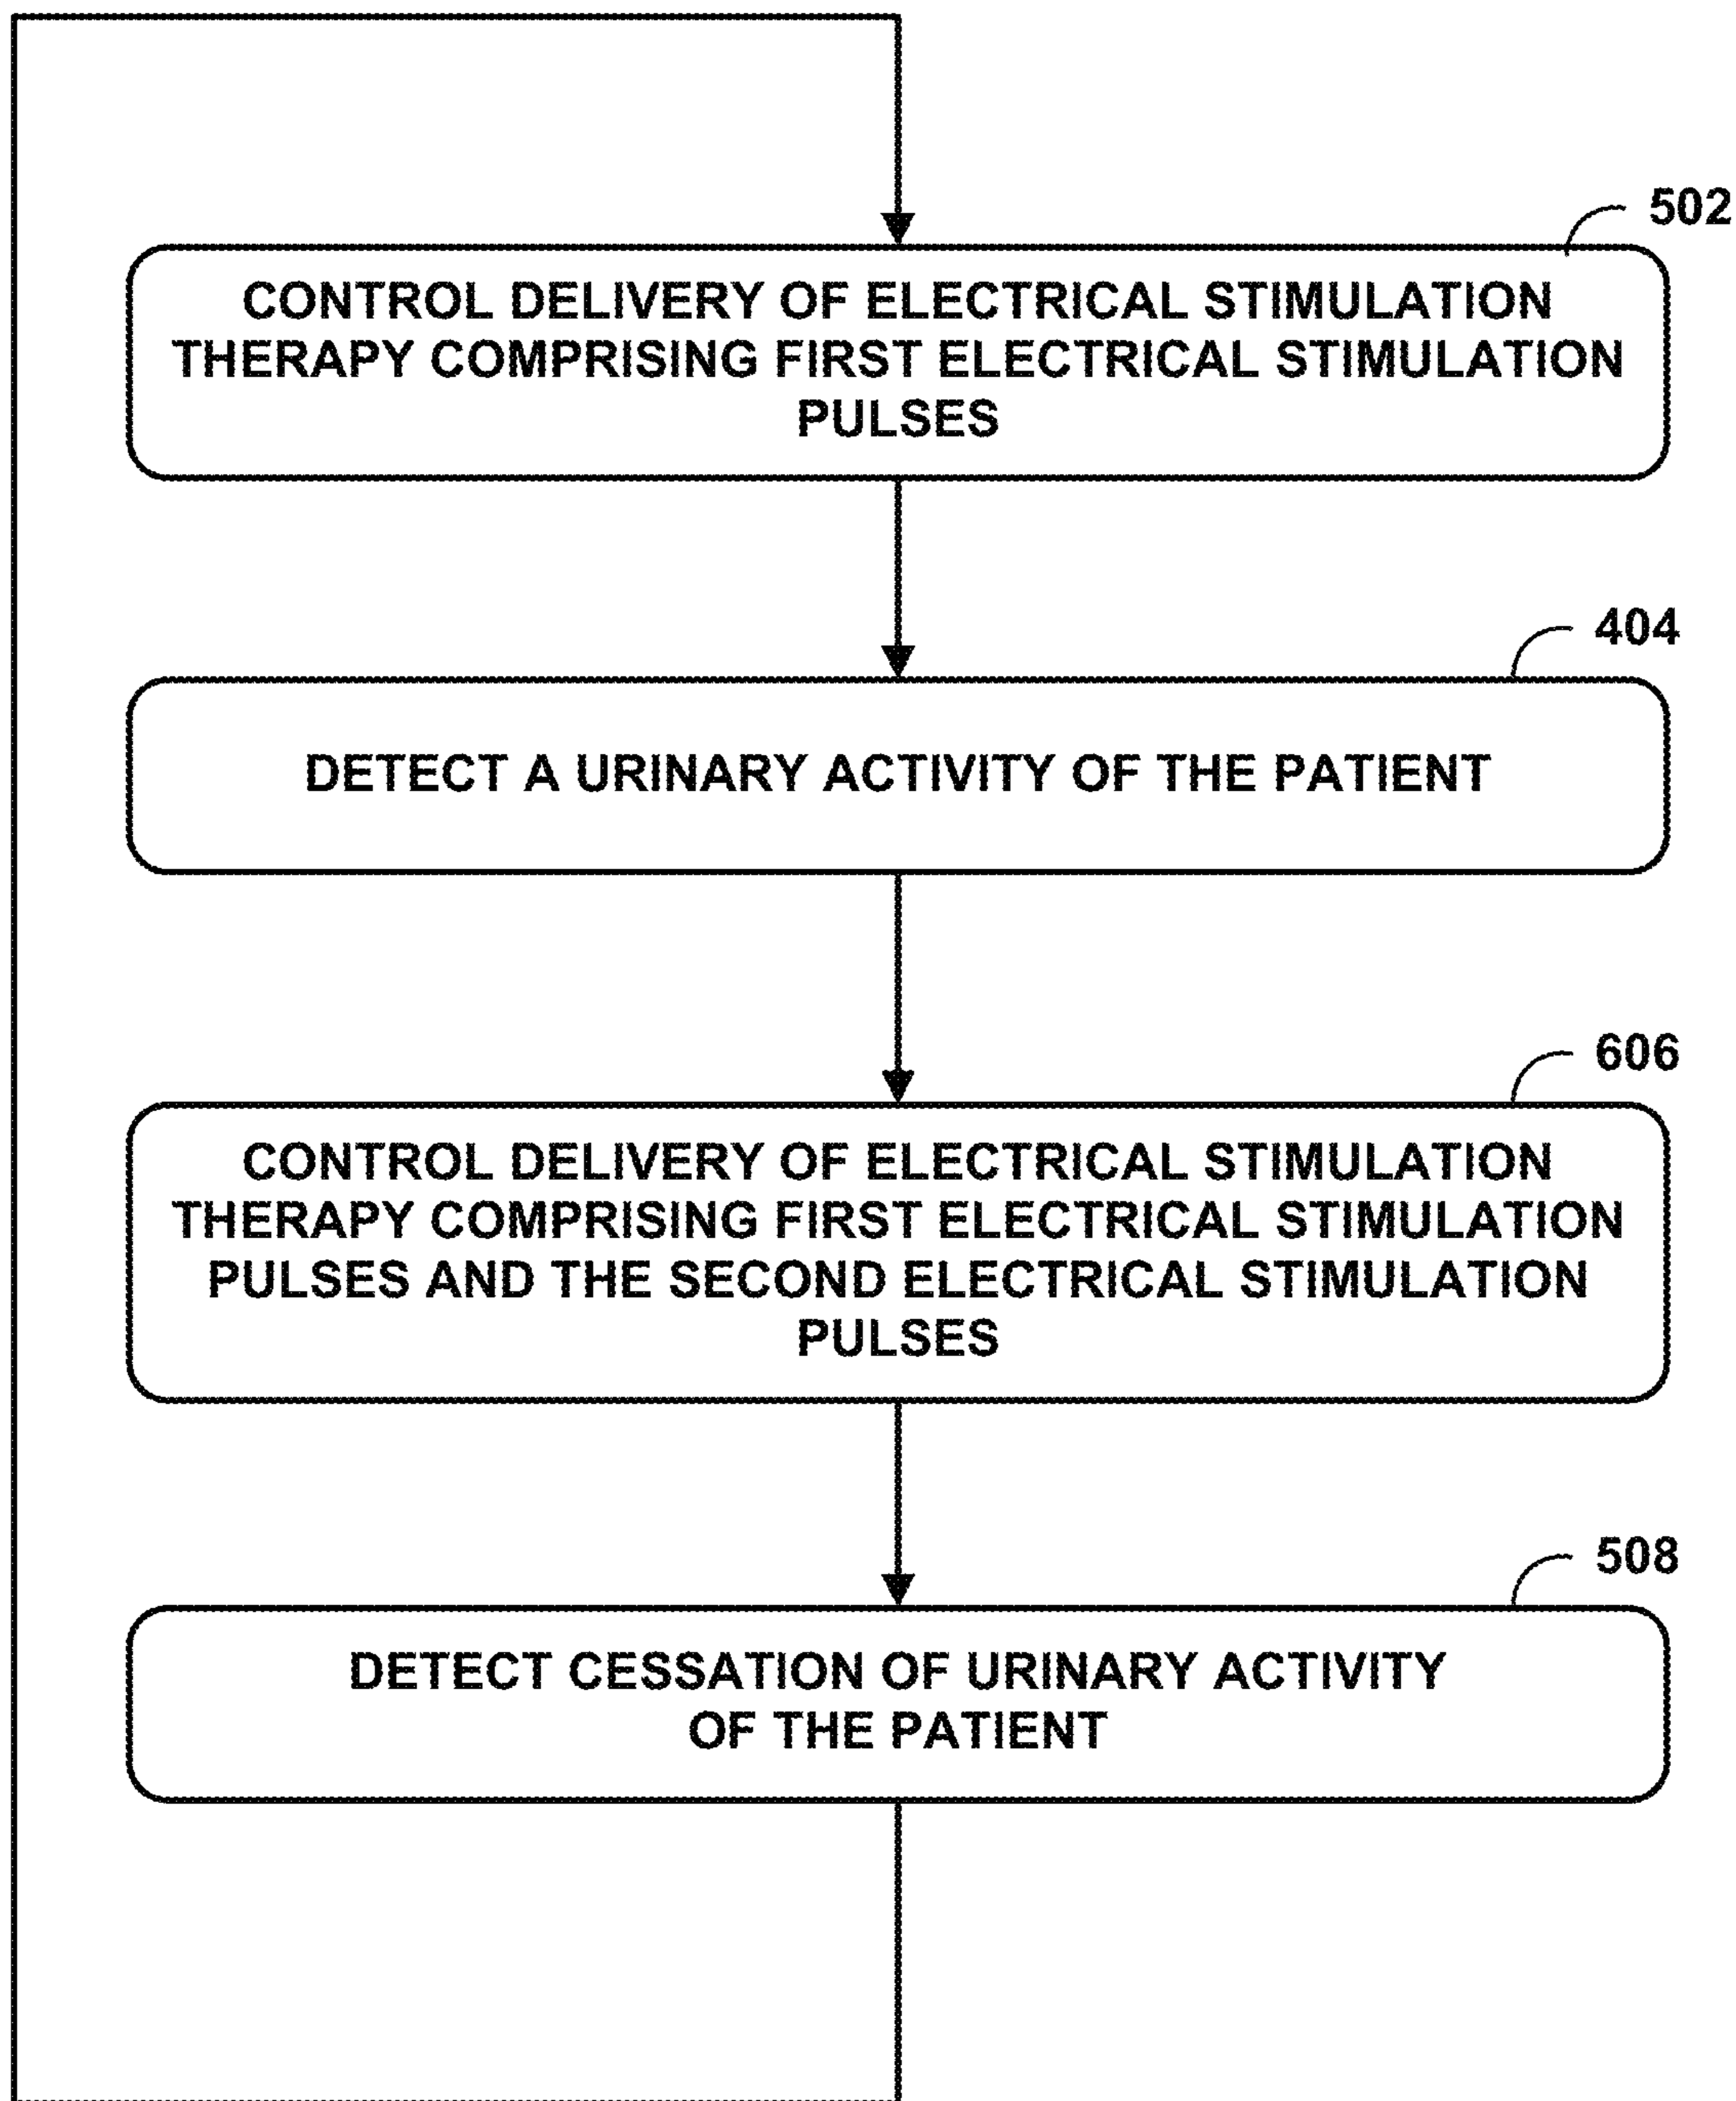 502
CONTROL DELIVERY OF ELECTRICAL STIMULATION
THERAPY COMPRISING FIRST ELECTRICAL STIMULATION
PULSES
404
DETECT A URINARY ACTIVITY OF THE PATIENT
606
CONTROL DELIVERY OF ELECTRICAL STIMULATION
THERAPY COMPRISING FIRST ELECTRICAL STIMULATION
PULSES AND THE SECOND ELECTRICAL STIMULATION
PULSES
508
DETECT CESSATION OF URINARY ACTIVITY
OF THE PATIENT